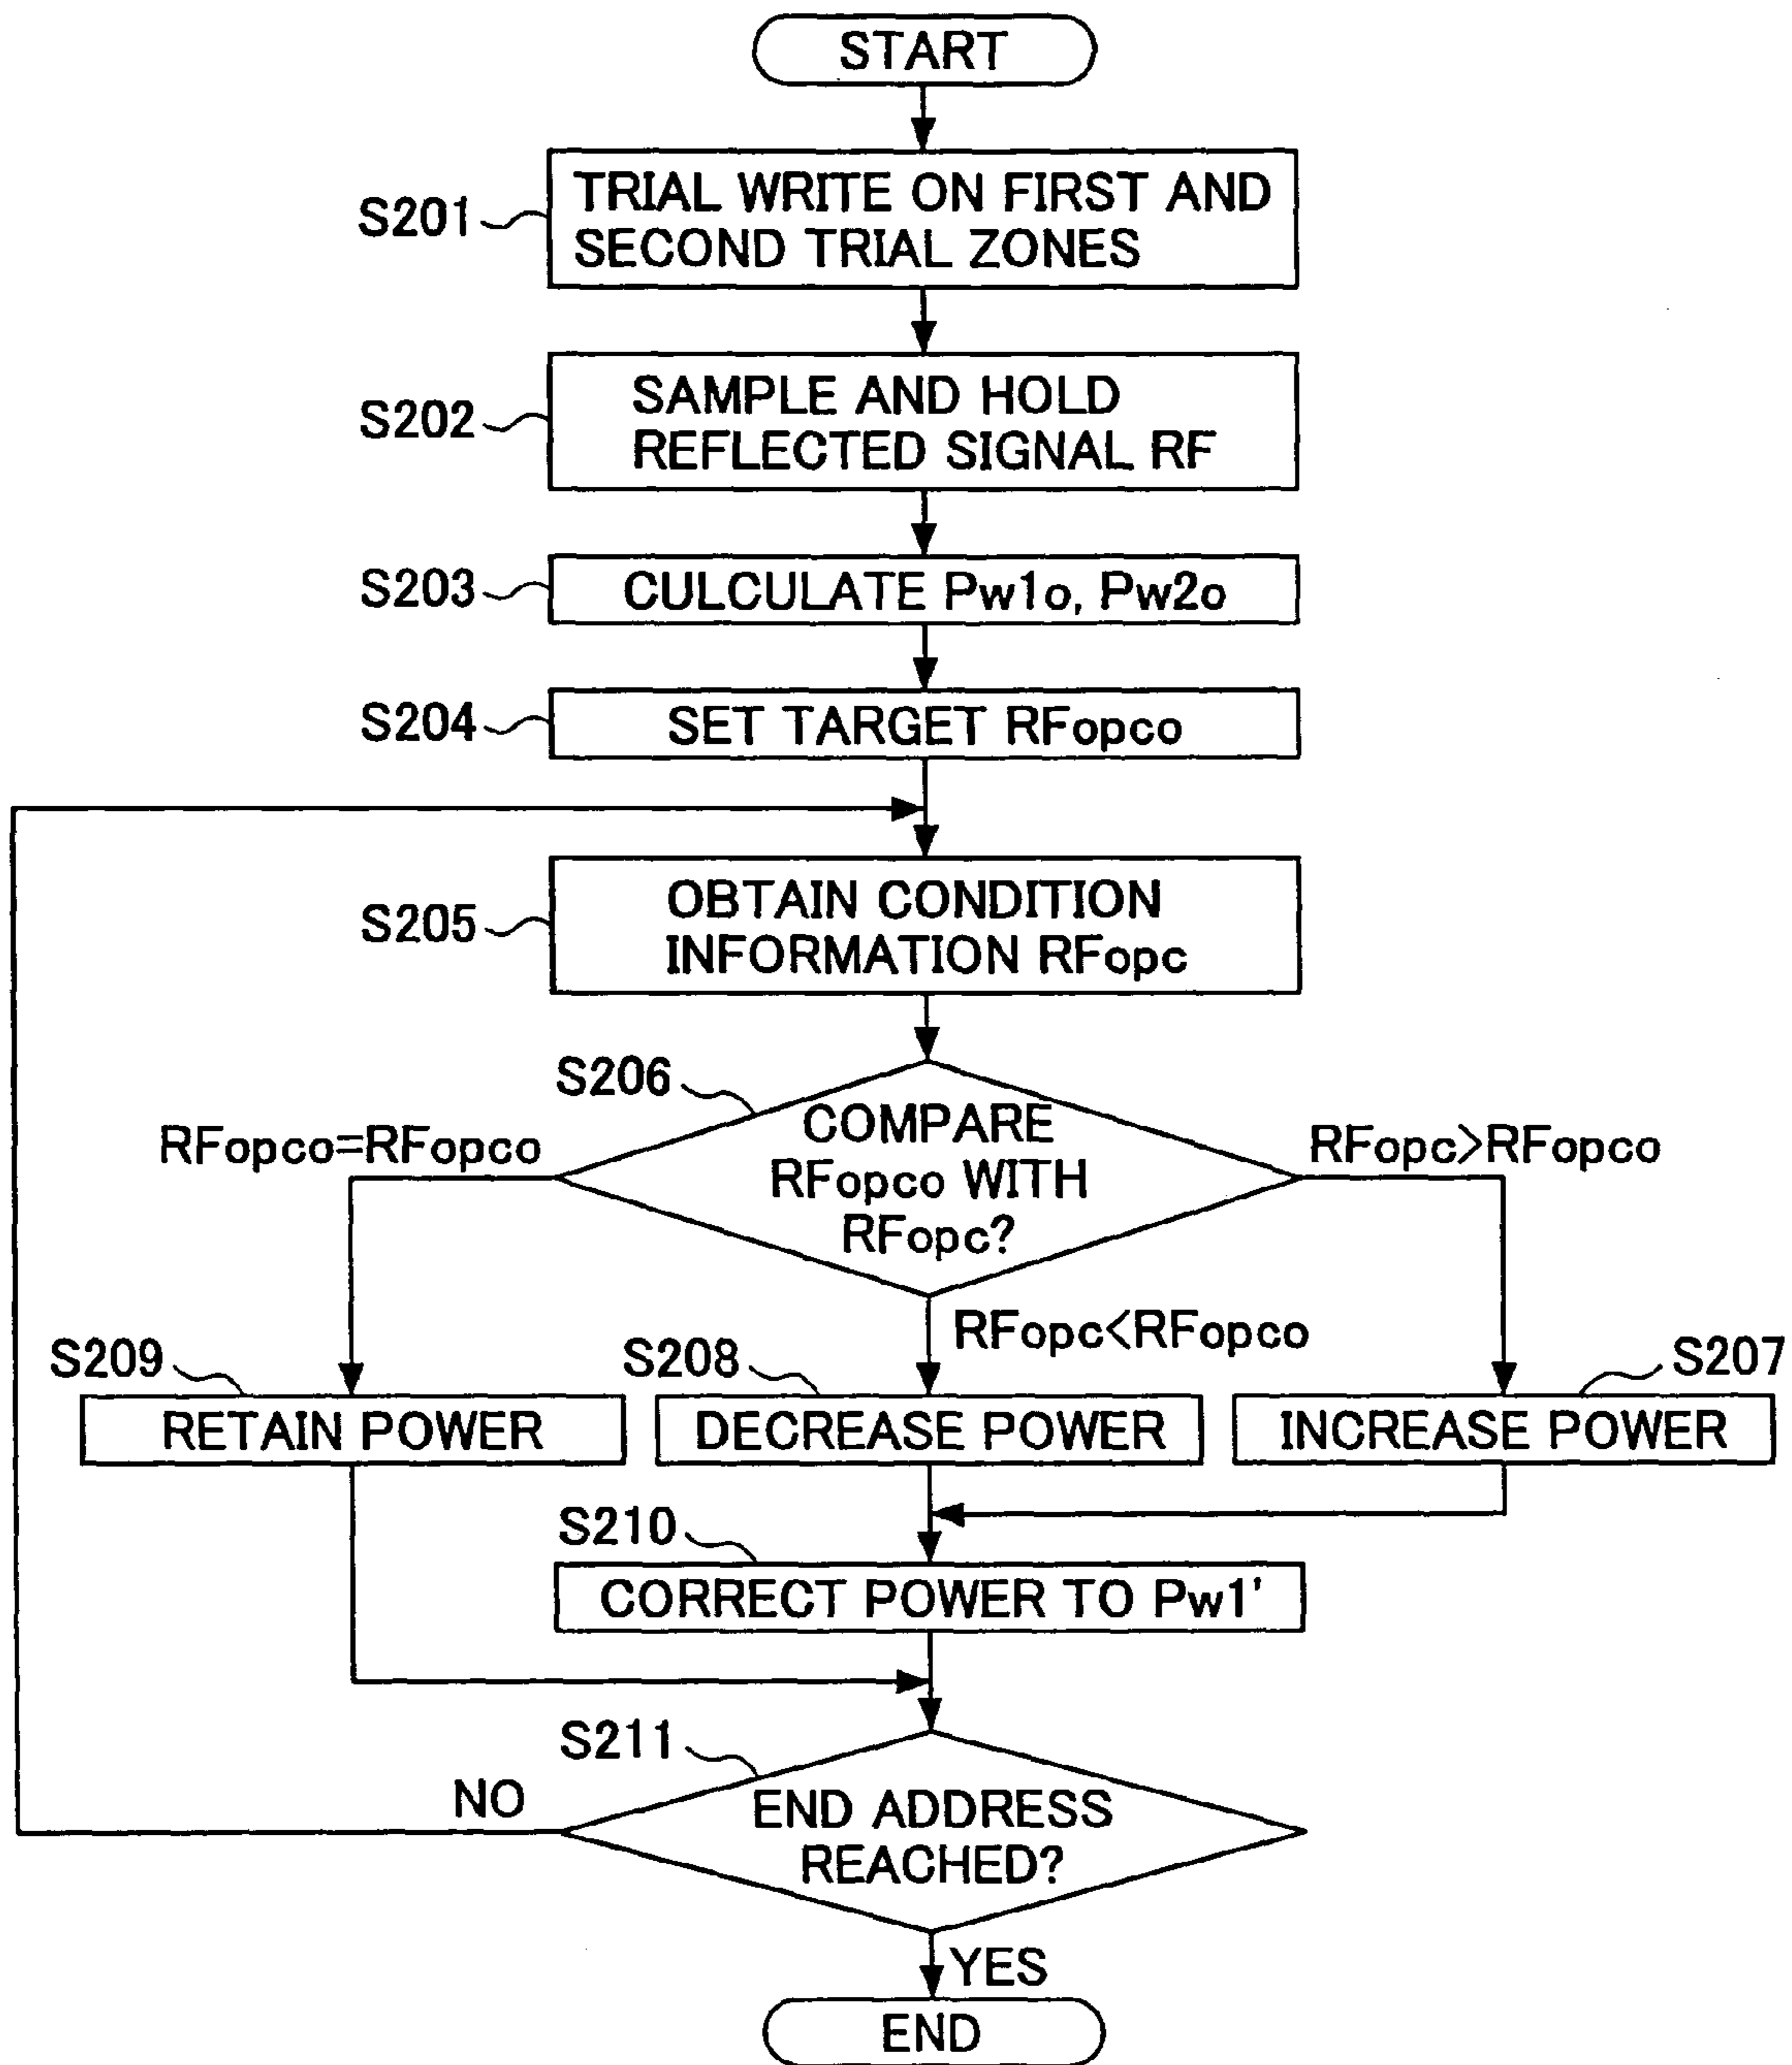 START
S201
TRIAL WRITE ON FIRST AND
SECOND TRIAL ZONES
S202
SAMPLE AND HOLD
REFLECTED SIGNAL RF
S203
CULCULATE Pw1o, Pw2o
S204
SET TARGET RFopco
S205
OBTAIN CONDITION
INFORMATION RFopc
S206
COMPARE
RFopco WITH
RFopc?
RFopco=RFopco
RFopc>RFopco
RFopc<RFopco
S209
RETAIN POWER
S208
DECREASE POWER
S207
INCREASE POWER
S210
CORRECT POWER TO Pw1'
S211
END ADDRESS
REACHED?
NO
YES
END